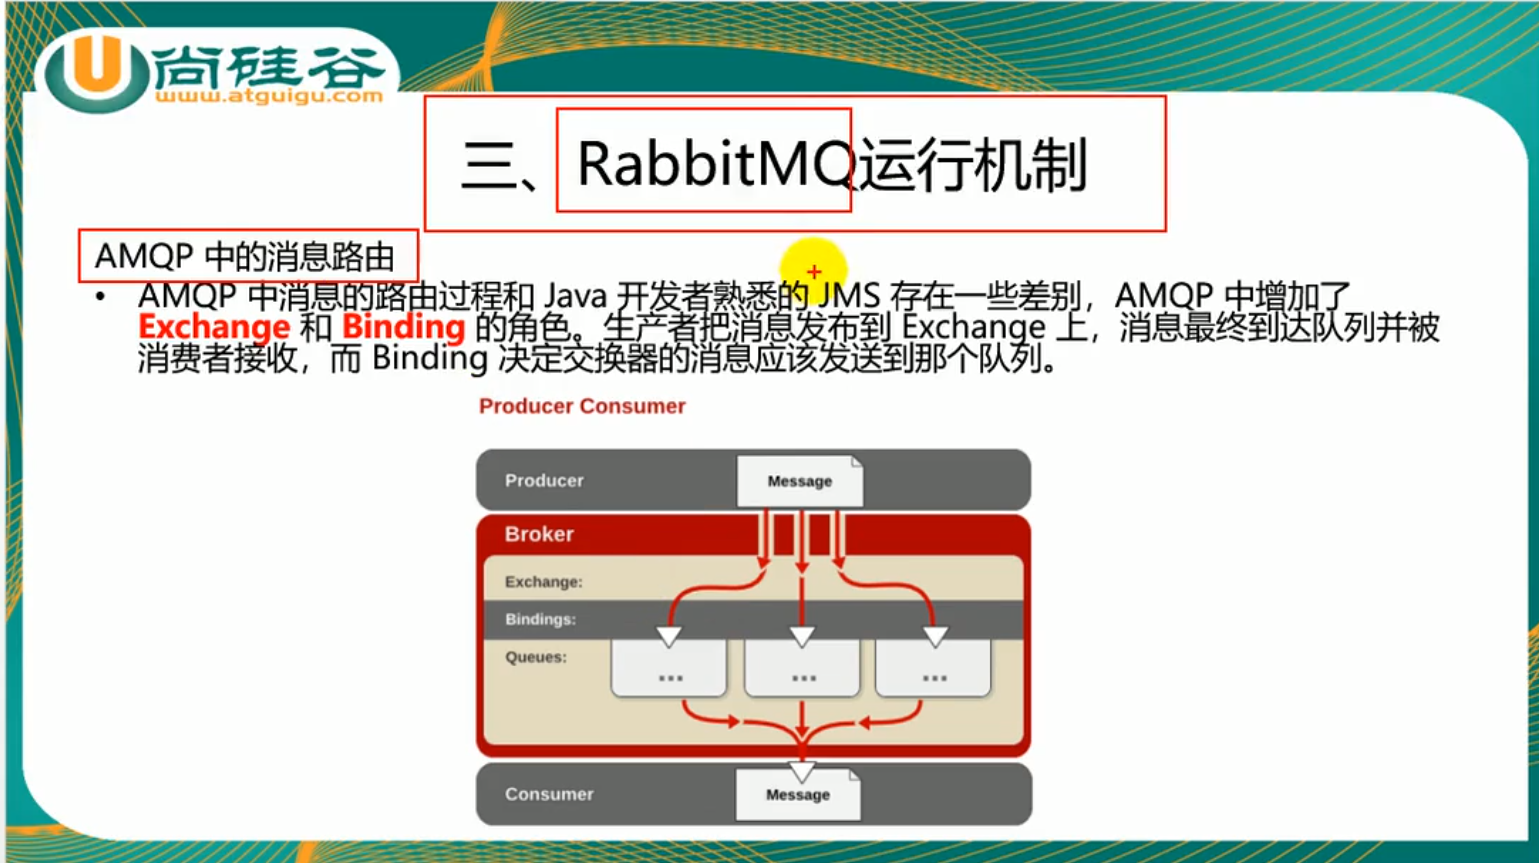 尚硅谷
www.atguigu.com
三、RabbitMQ运行机制
AMQP 中的消息路由
• AMQP 中消息的路由过程和 Java 开发者熟悉的 JMS 存在一些差别，AMQP 中增加了
Exchange 和 Binding 的角色。生产者把消息发布到 Exchange 上，消息最终到达队列并被
消费者接收，而 Binding 决定交换器的消息应该发送到那个队列。
Producer Consumer
Producer
Message
Broker
Exchange:
Bindings:
Queues:
... ... ...
Consumer
Message